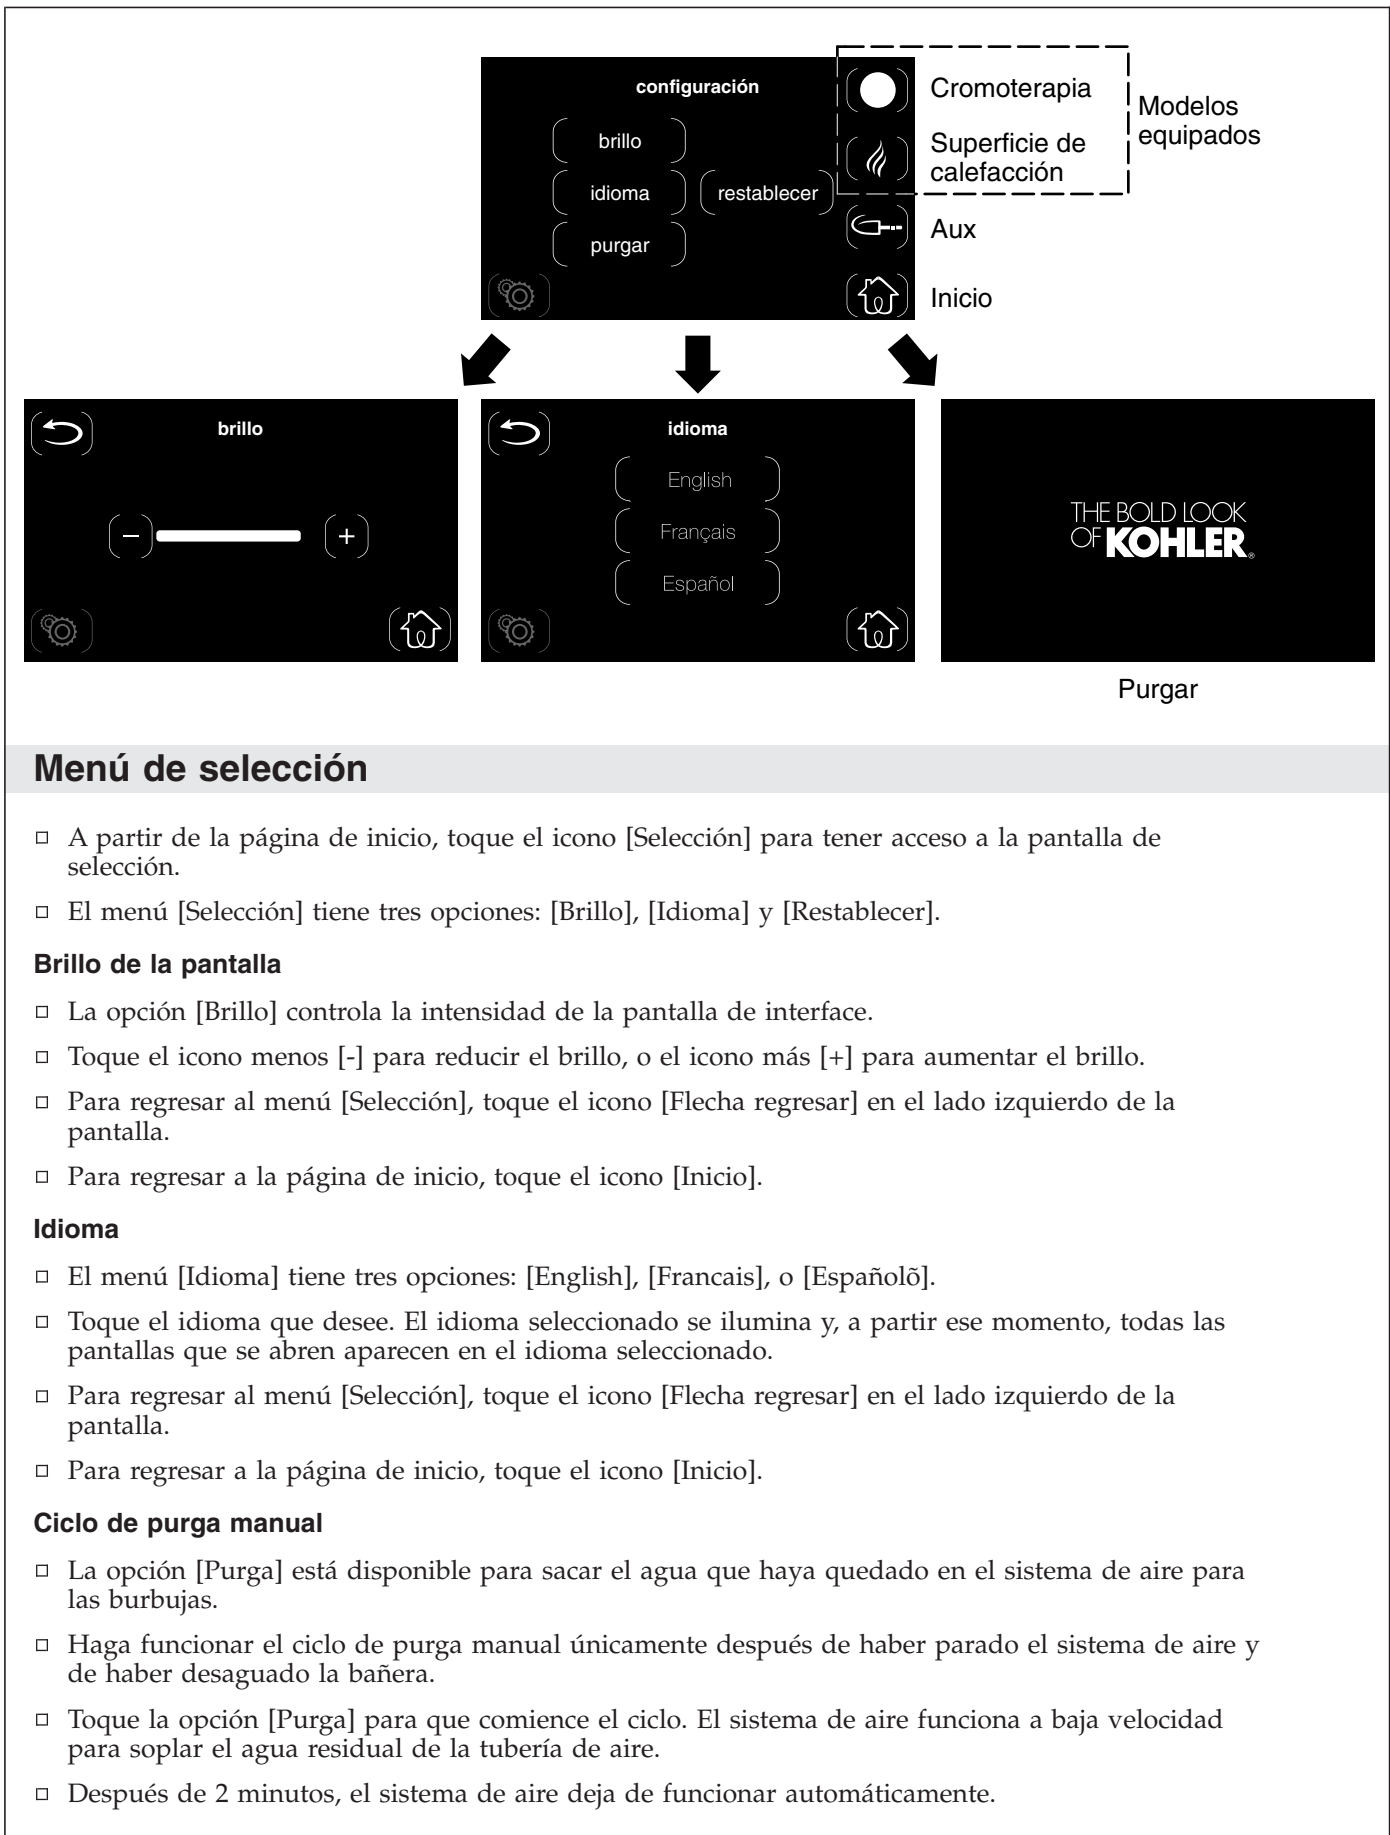 configuración
brillo
idioma
restablecer
purgar
Cromoterapia
Superficie de
calefacción
Modelos
equipados
Aux
Inicio
brillo
−
+
idioma
English
Français
Español
THE BOLD LOOK
OF KOHLER®
Purgar
Menú de selección
A partir de la página de inicio, toque el icono [Selección] para tener acceso a la pantalla de
selección.
El menú [Selección] tiene tres opciones: [Brillo], [Idioma] y [Restablecer].
Brillo de la pantalla
La opción [Brillo] controla la intensidad de la pantalla de interface.
Toque el icono menos [-] para reducir el brillo, o el icono más [+] para aumentar el brillo.
Para regresar al menú [Selección], toque el icono [Flecha regresar] en el lado izquierdo de la
pantalla.
Para regresar a la página de inicio, toque el icono [Inicio].
Idioma
El menú [Idioma] tiene tres opciones: [English], [Francais], o [Españolõ].
Toque el idioma que desee. El idioma seleccionado se ilumina y, a partir ese momento, todas las
pantallas que se abren aparecen en el idioma seleccionado.
Para regresar al menú [Selección], toque el icono [Flecha regresar] en el lado izquierdo de la
pantalla.
Para regresar a la página de inicio, toque el icono [Inicio].
Ciclo de purga manual
La opción [Purga] está disponible para sacar el agua que haya quedado en el sistema de aire para
las burbujas.
Haga funcionar el ciclo de purga manual únicamente después de haber parado el sistema de aire y
de haber desaguado la bañera.
Toque la opción [Purga] para que comience el ciclo. El sistema de aire funciona a baja velocidad
para soplar el agua residual de la tubería de aire.
Después de 2 minutos, el sistema de aire deja de funcionar automáticamente.